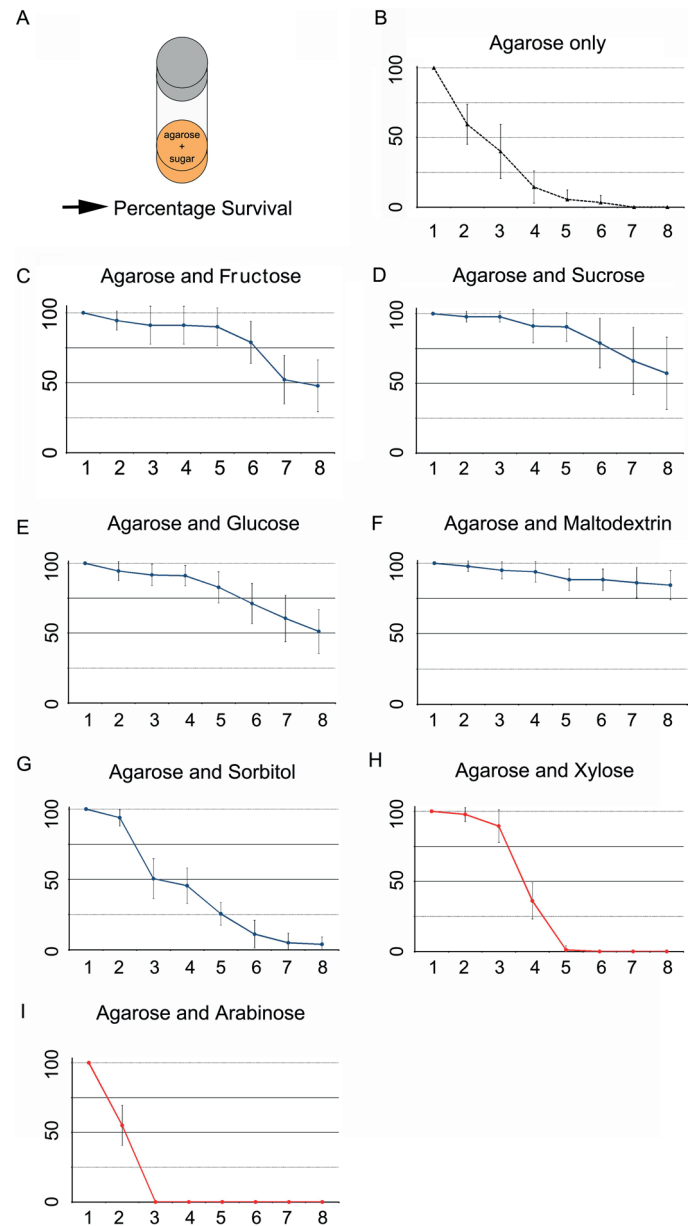 A
agarose
+
sugar
Percentage Survival
B
Agarose only
100
50
0
1 2 3 4 5 6 7 8
C
Agarose and Fructose
100
50
0
1 2 3 4 5 6 7 8
D
Agarose and Sucrose
100
50
0
1 2 3 4 5 6 7 8
E
Agarose and Glucose
100
50
0
1 2 3 4 5 6 7 8
F
Agarose and Maltodextrin
100
50
0
1 2 3 4 5 6 7 8
G
Agarose and Sorbitol
100
50
0
1 2 3 4 5 6 7 8
H
Agarose and Xylose
100
50
0
1 2 3 4 5 6 7 8
I
Agarose and Arabinose
100
50
0
1 2 3 4 5 6 7 8